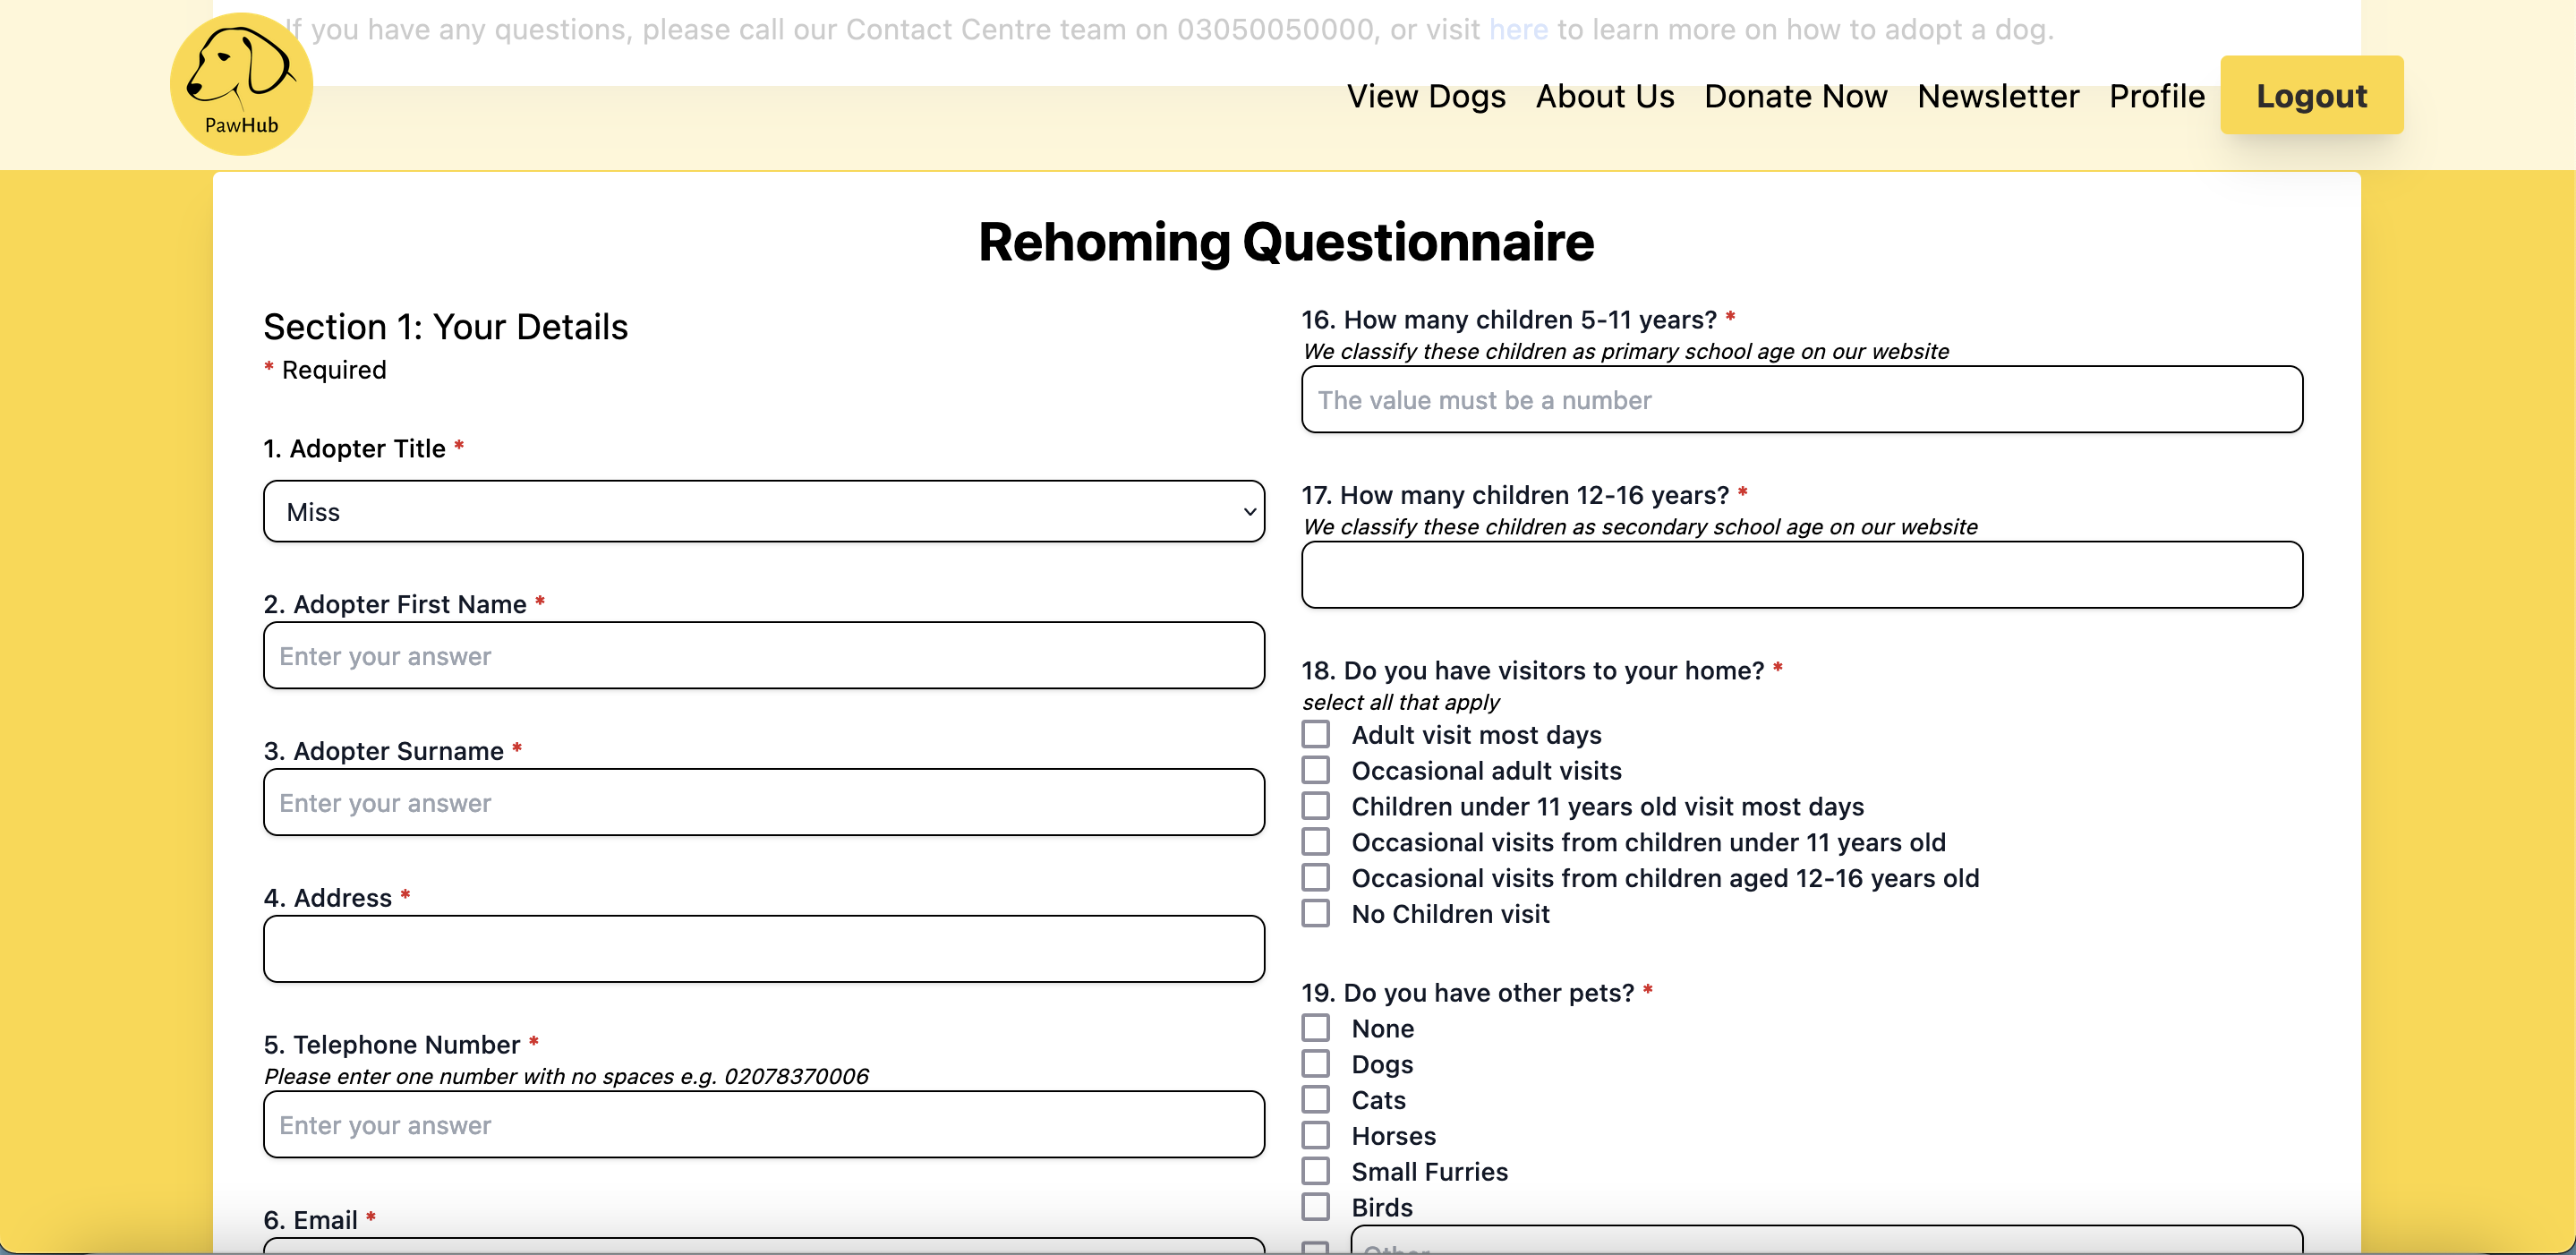 If you have any questions, please call our Contact Centre team on 03050050000, or visit here to learn more on how to adopt a dog.
PawHub
View Dogs About Us Donate Now Newsletter Profile Logout
Rehoming Questionnaire
Section 1: Your Details
* Required
1. Adopter Title *
Miss
2. Adopter First Name *
Enter your answer
3. Adopter Surname *
Enter your answer
4. Address *
5. Telephone Number *
Please enter one number with no spaces e.g. 02078370006
Enter your answer
6. Email *
16. How many children 5-11 years? *
We classify these children as primary school age on our website
The value must be a number
17. How many children 12-16 years? *
We classify these children as secondary school age on our website
18. Do you have visitors to your home? *
select all that apply
Adult visit most days
Occasional adult visits
Children under 11 years old visit most days
Occasional visits from children under 11 years old
Occasional visits from children aged 12-16 years old
No Children visit
19. Do you have other pets? *
None
Dogs
Cats
Horses
Small Furries
Birds
Other